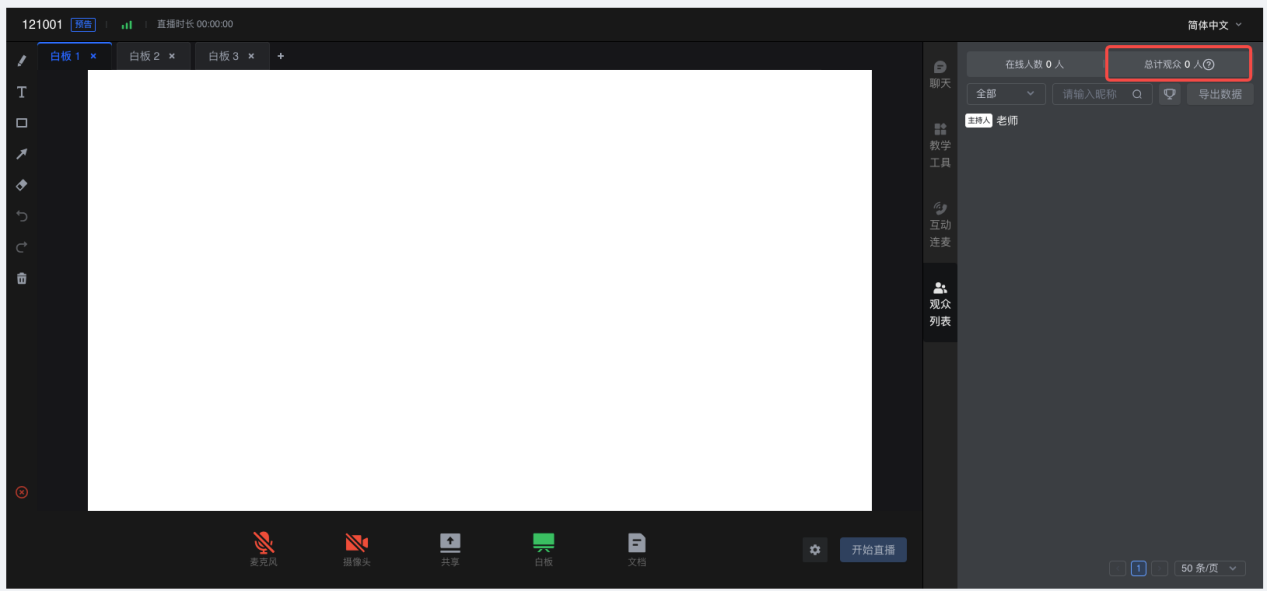 121001 预告 直播时长 00:00:00 简体中文
白板 1 × 白板 2 × 白板 3 × +
T
聊天
教学
工具
互动
连麦
观众
列表
在线人数 0 人 总计观众 0 人?
全部 请输入昵称 导出数据
主持人 老师
麦克风 摄像头 共享 白板 文档 开始直播
1 50 条/页